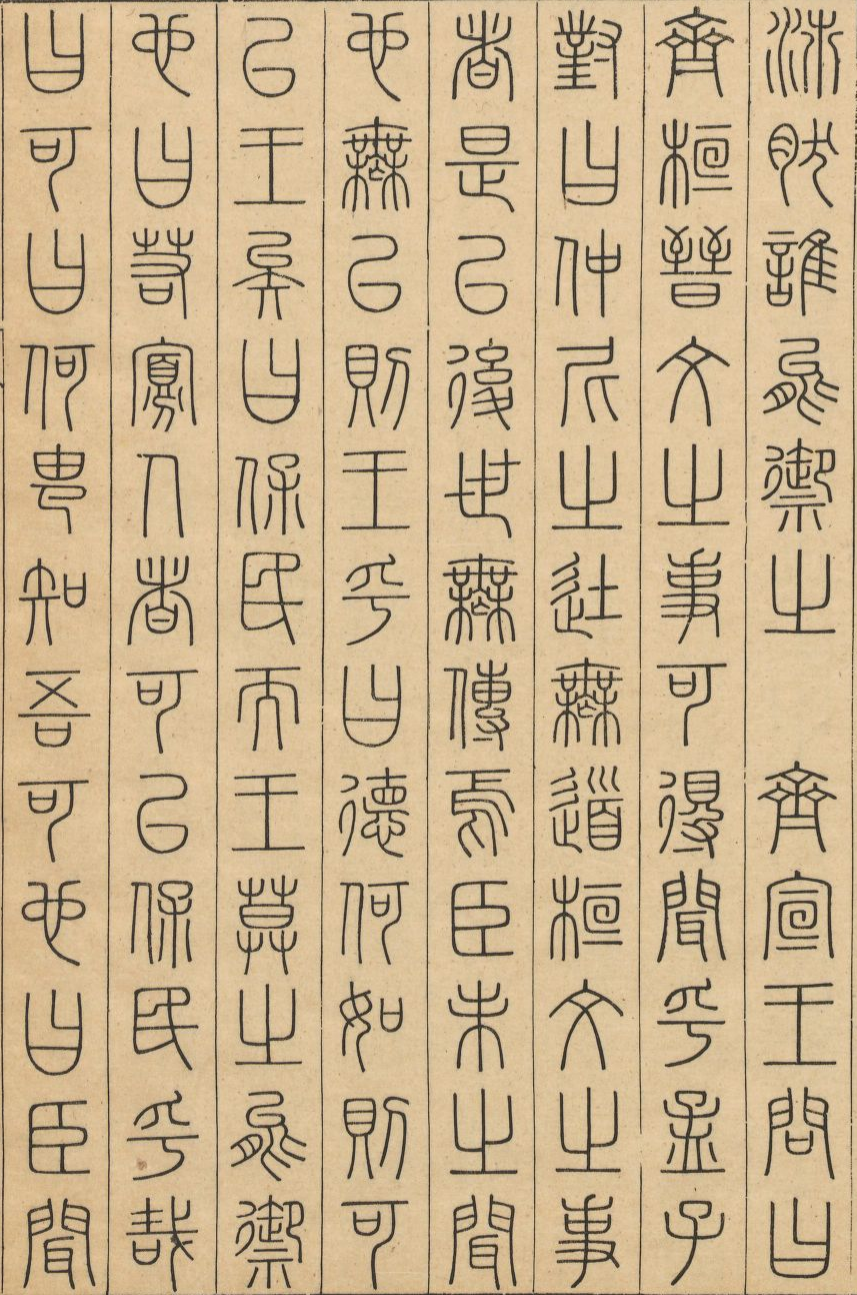 沛然誰能禦之　齊宣王問曰
齊桓晉文之事可得聞乎孟子
對曰仲尼之徒無道桓文之事
者是以後世無傳焉臣未之聞
也無以則王乎曰德何如則可
以王矣曰保民而王莫之能禦
也曰若寡人者可以保民乎哉
曰可曰何由知吾可也曰臣聞